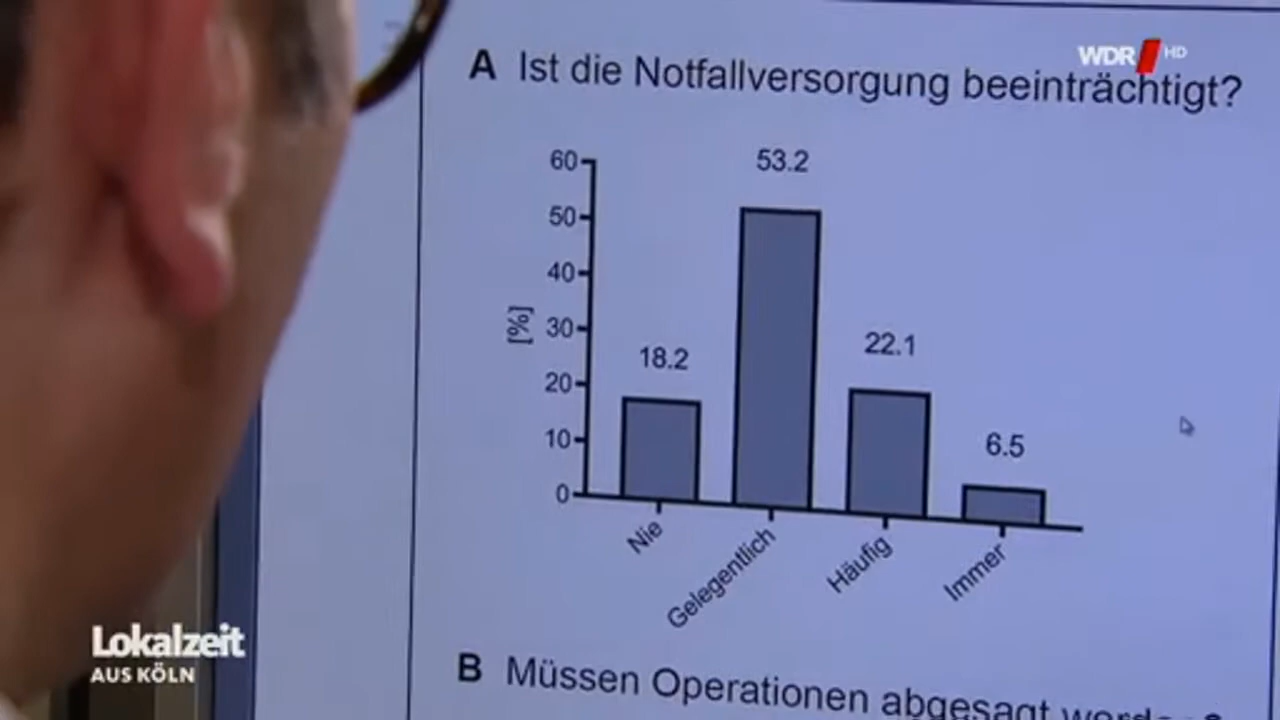 WDR HD
A Ist die Notfallversorgung beeinträchtigt?
60
53.2
50
40
[%]
30
22.1
18.2
20
10
6.5
0
Nie
Gelegentlich
Häufig
Immer
Lokalzeit
AUS KÖLN
B Müssen Operationen abgesagt